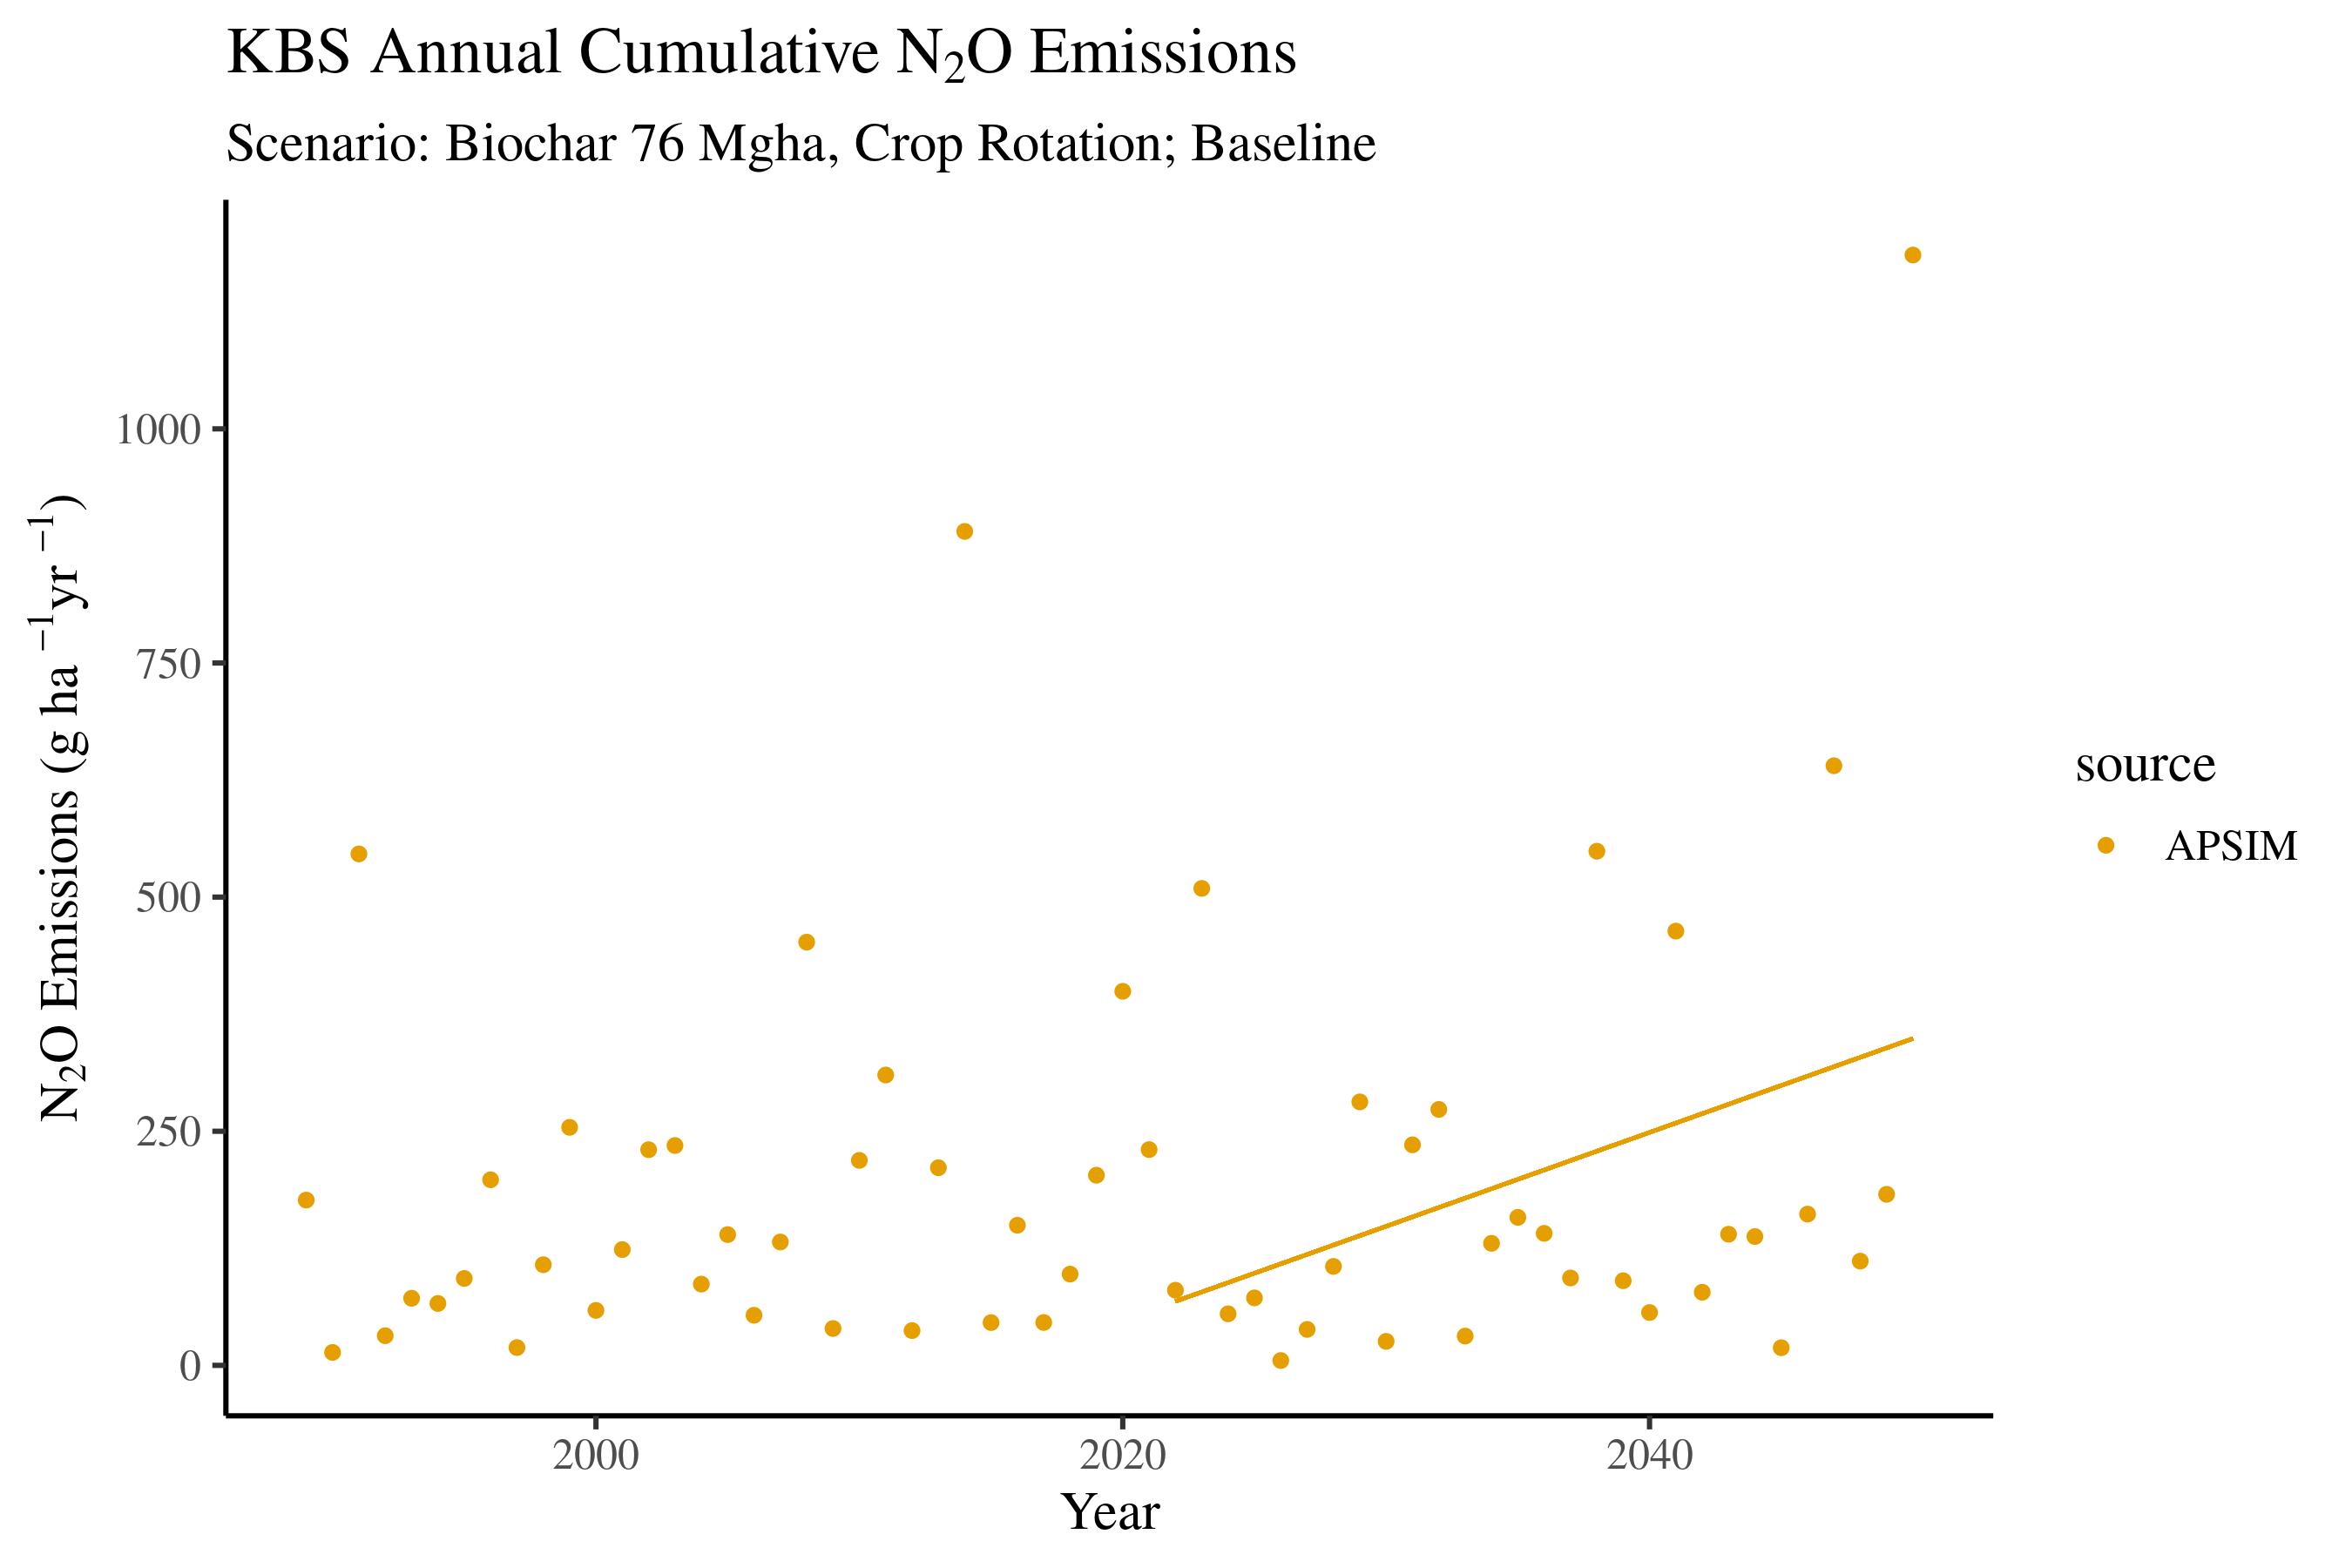 KBS Annual Cumulative N₂O Emissions
Scenario: Biochar 76 Mgha, Crop Rotation; Baseline
N₂O Emissions (g ha⁻¹yr⁻¹)
1000
750
500
250
0
2000 2020 2040
Year
source
APSIM